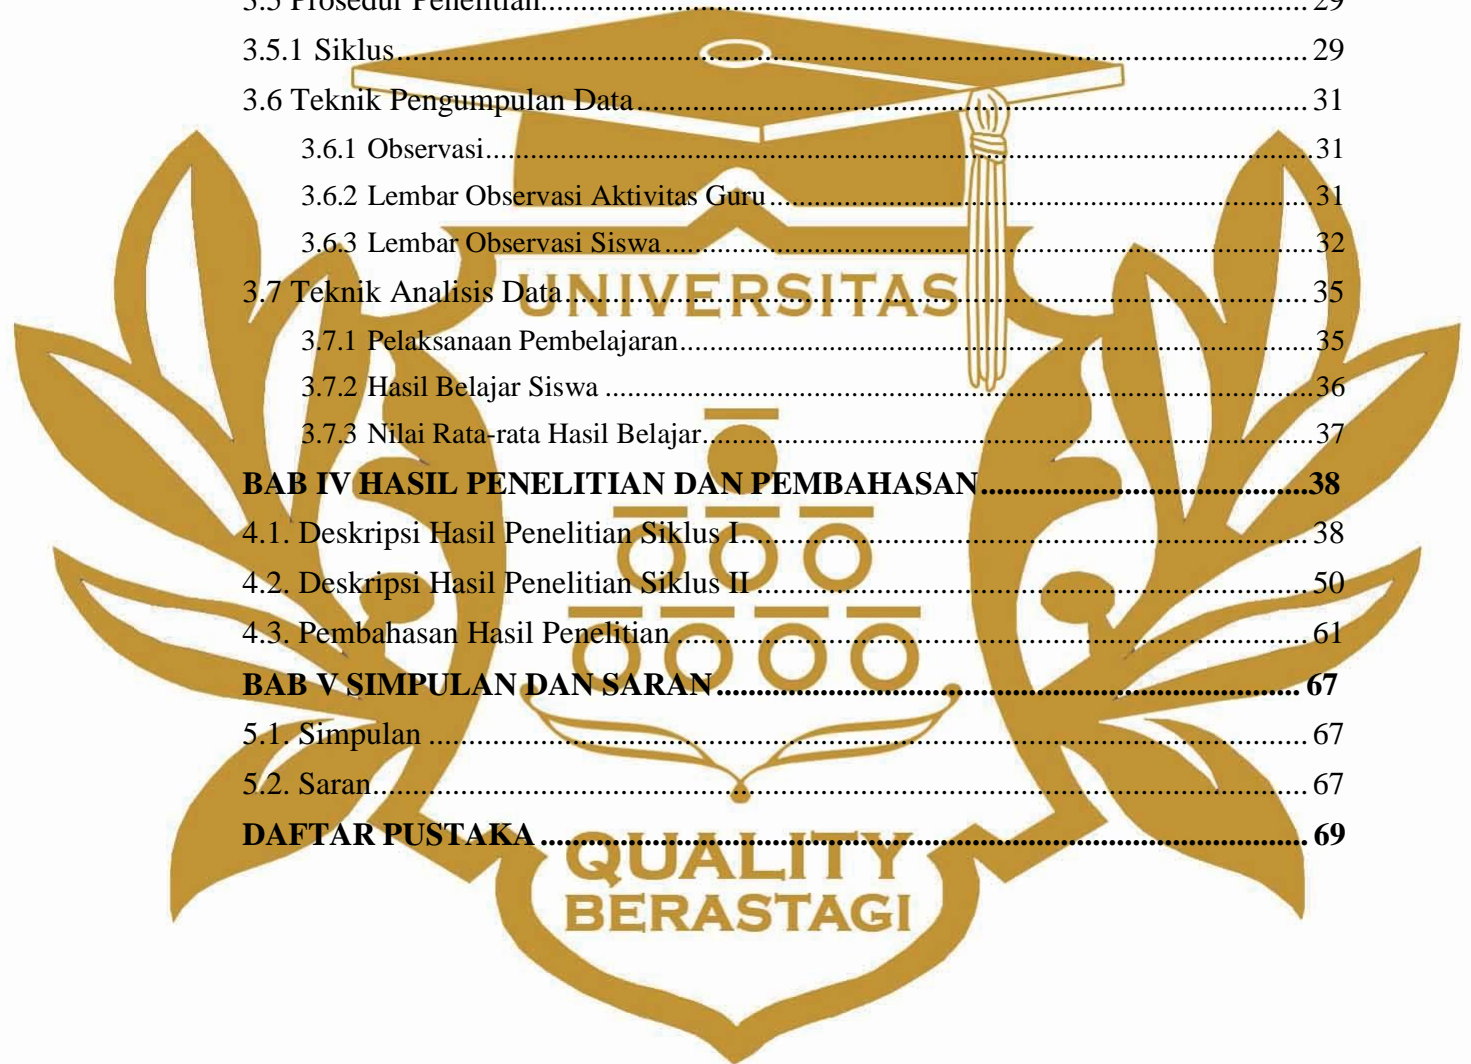 3.5 Prosedur Penelitian........................................................................................................29
3.5.1 Siklus........................................................................................................29
3.6 Teknik Pengumpulan Data........................................................................................31
3.6.1 Observasi........................................................................................................31
3.6.2 Lembar Observasi Aktivitas Guru........................................................................31
3.6.3 Lembar Observasi Siswa........................................................................................32
UNIVERSITAS
3.7 Teknik Analisis Data........................................................................................35
3.7.1 Pelaksanaan Pembelajaran........................................................................................35
3.7.2 Hasil Belajar Siswa........................................................................................36
3.7.3 Nilai Rata-rata Hasil Belajar........................................................................37
BAB IV HASIL PENELITIAN DAN PEMBAHASAN........................................38
4.1. Deskripsi Hasil Penelitian Siklus I........................................................................38
4.2. Deskripsi Hasil Penelitian Siklus II........................................................................50
4.3. Pembahasan Hasil Penelitian........................................................................61
BAB V SIMPULAN DAN SARAN........................................................................67
5.1. Simpulan........................................................................................................67
5.2. Saran........................................................................................................67
DAFTAR PUSTAKA........................................................................................69
QUALITY
BERASTAGI